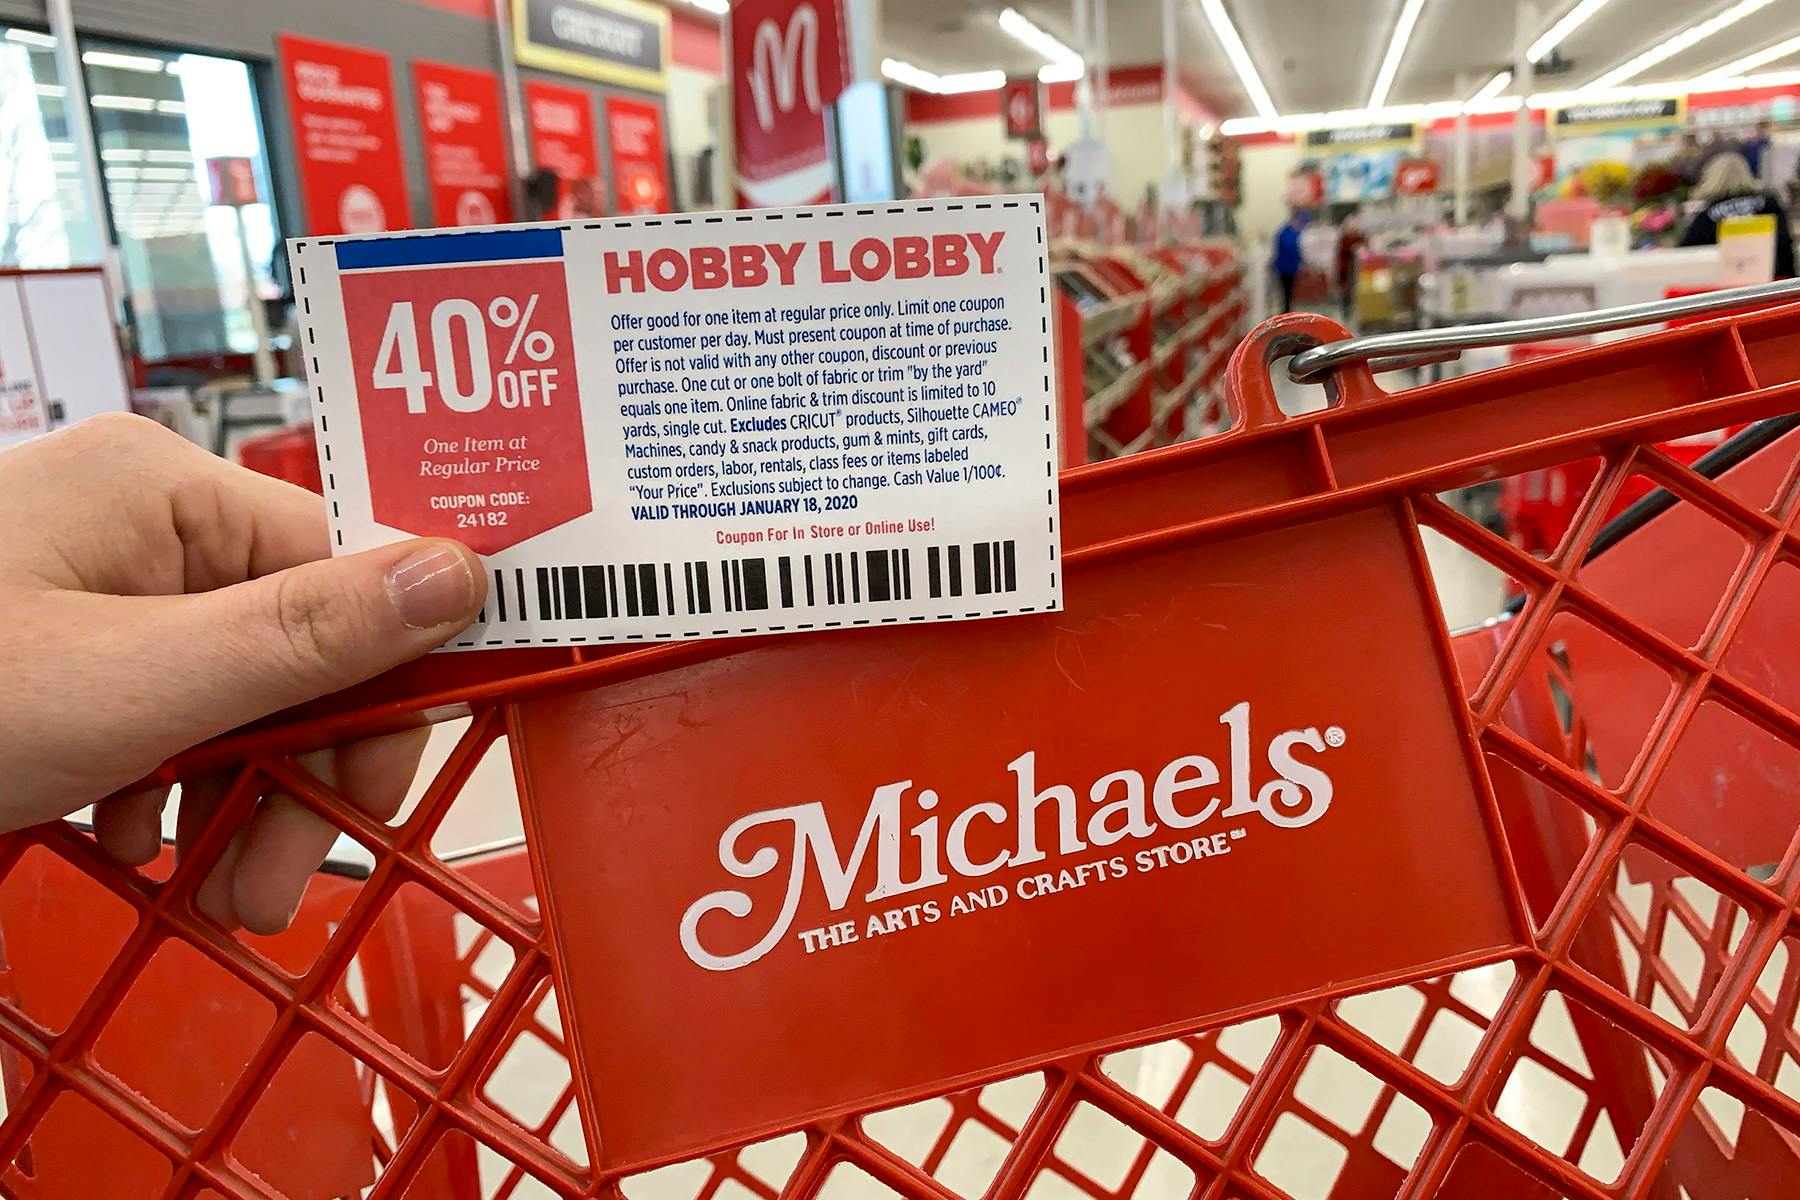 PRICE
GUARANTEE
CHECKOUT
M
40% OFF
One Item at
Regular Price
COUPON CODE:
24182
HOBBY LOBBY®
Offer good for one item at regular price only. Limit one coupon
per customer per day. Must present coupon at time of purchase.
Offer is not valid with any other coupon, discount or previous
purchase. One cut or one bolt of fabric or trim "by the yard"
equals one item. Online fabric & trim discount is limited to 10
yards, single cut. Excludes CRICUT® products, Silhouette CAMEO®
Machines, candy & snack products, gum & mints, gift cards,
custom orders, labor, rentals, class fees or items labeled
"Your Price". Exclusions subject to change. Cash Value 1/100¢.
VALID THROUGH JANUARY 18, 2020
Coupon For In Store or Online Use!
TECHNOLOGY
Michaels®
THE ARTS AND CRAFTS STORE℠